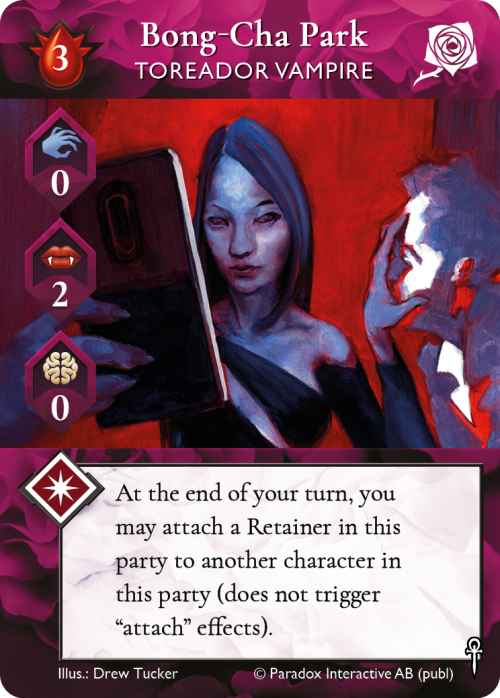 3
Bong-Cha Park
TOREADOR VAMPIRE
0
2
0
At the end of your turn, you
may attach a Retainer in this
party to another character in
this party (does not trigger
“attach” effects).
Illus.: Drew Tucker
© Paradox Interactive AB (publ)